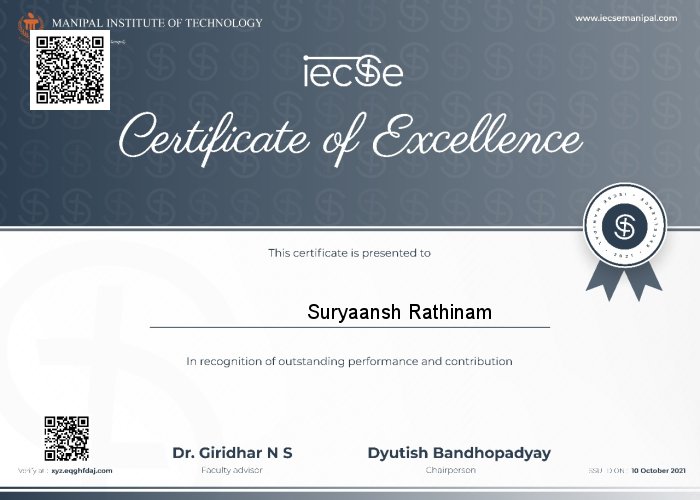 MANIPAL INSTITUTE OF TECHNOLOGY
www.iecsemanipal.com
iecSe
Certificate of Excellence
This certificate is presented to
Suryaansh Rathinam
In recognition of outstanding performance and contribution
Dr. Giridhar N S
Dyutish Bandhopadyay
Faculty advisor
Chairperson
Verify at : xyz.eqghfdaj.com
ISSUED ON : 10 October 2021